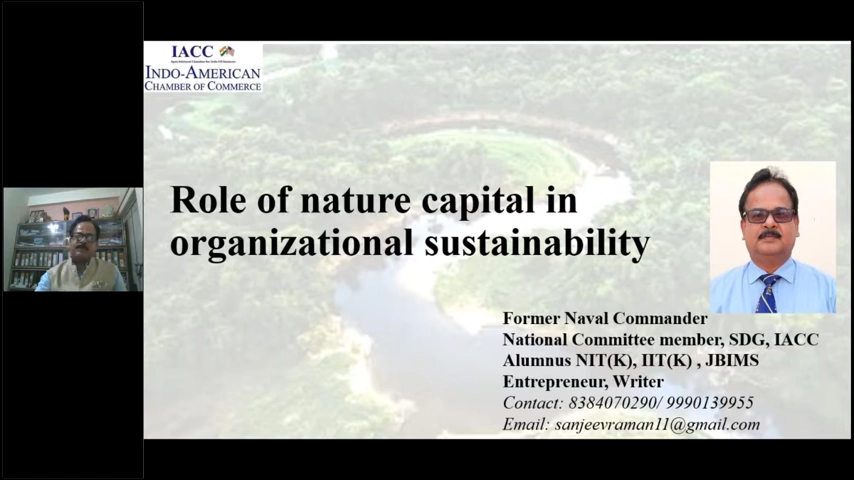 IACC
INDO-AMERICAN
CHAMBER OF COMMERCE
Role of nature capital in
organizational sustainability
Former Naval Commander
National Committee member, SDG, IACC
Alumnus NIT(K), IIT(K) , JBIMS
Entrepreneur, Writer
Contact: 8384070290/ 9990139955
Email: sanjeevraman11@gmail.com